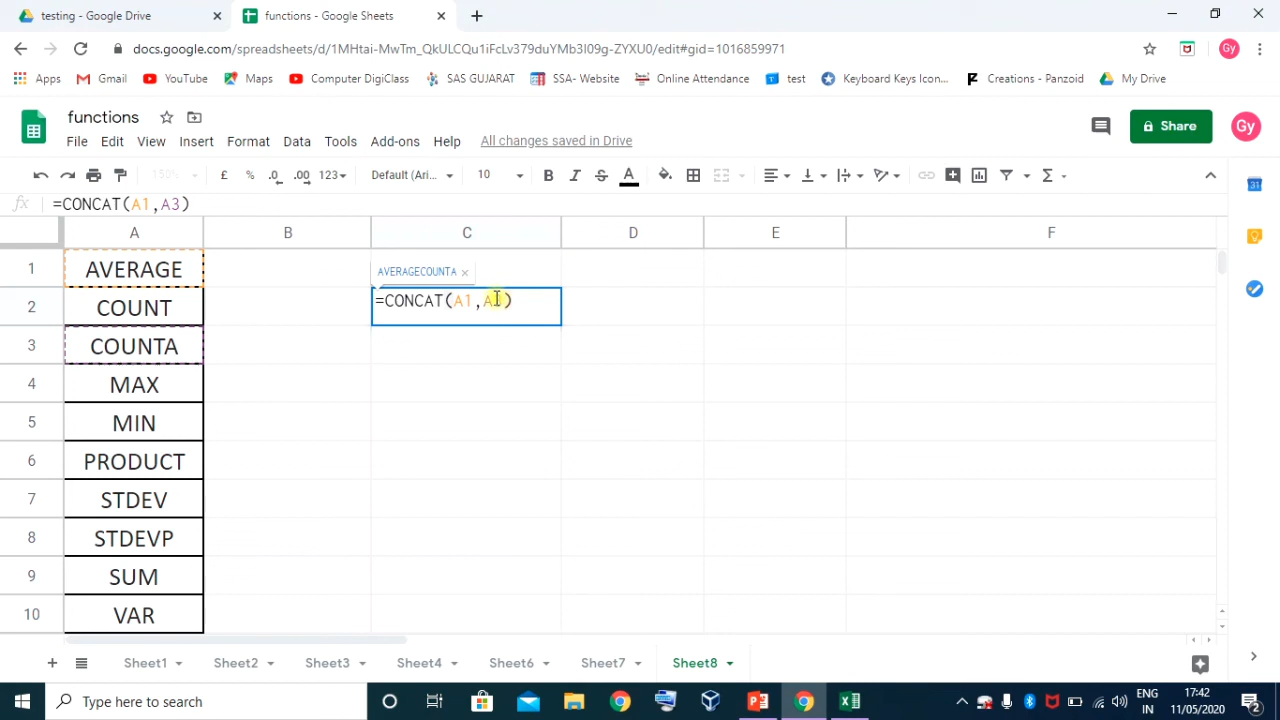 testing - Google Drive
functions - Google Sheets
docs.google.com/spreadsheets/d/1MHtai-MwTm_QkULCQu1iFcLv379duYMb3I09g-ZYXU0/edit#gid=1016859971
Apps Gmail YouTube Maps Computer DigiClass SAS GUJARAT SSA- Website Online Attendance test Keyboard Keys Icon... Creations - Panzoid My Drive
functions
File Edit View Insert Format Data Tools Add-ons Help All changes saved in Drive
Share
Gy
150% £ % .0 .00 123 Default (Ari... 10
fx =CONCAT(A1,A3)
A B C D E F
1 AVERAGE
AVERAGECOUNTA ×
2 COUNT =CONCAT(A1,A3)
3 COUNTA
4 MAX
5 MIN
6 PRODUCT
7 STDEV
8 STDEVP
9 SUM
10 VAR
Sheet1 Sheet2 Sheet3 Sheet4 Sheet6 Sheet7 Sheet8
Type here to search
ENG
IN
17:42
11/05/2020